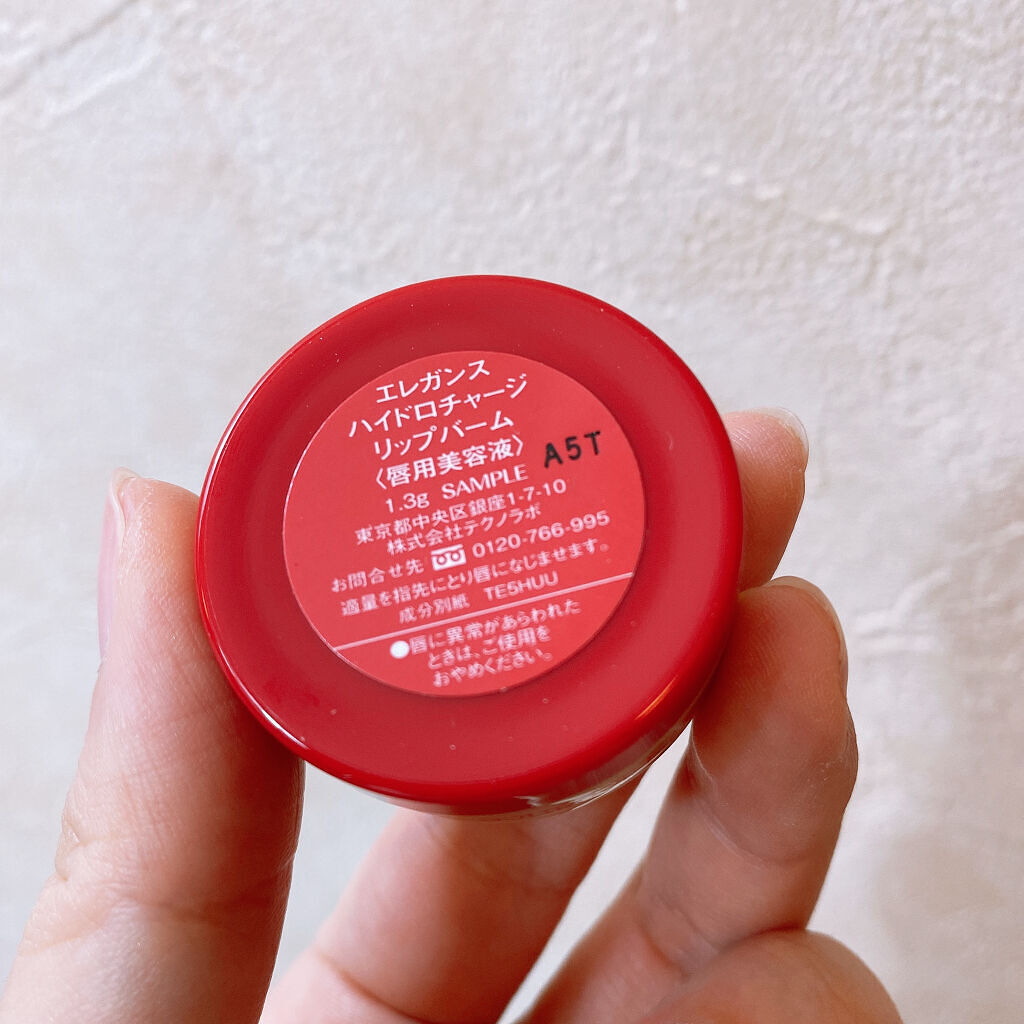 エレガンス
ハイドロチャージ
リップバーム
〈唇用美容液〉 A5T
1.3g SAMPLE
東京都中央区銀座1-7-10
株式会社テクノラボ
お問合せ先 0120-766-995
適量を指先にとり唇になじませます。
成分別紙 TE5HUU
●唇に異常があらわれた
ときは、ご使用を
おやめください。